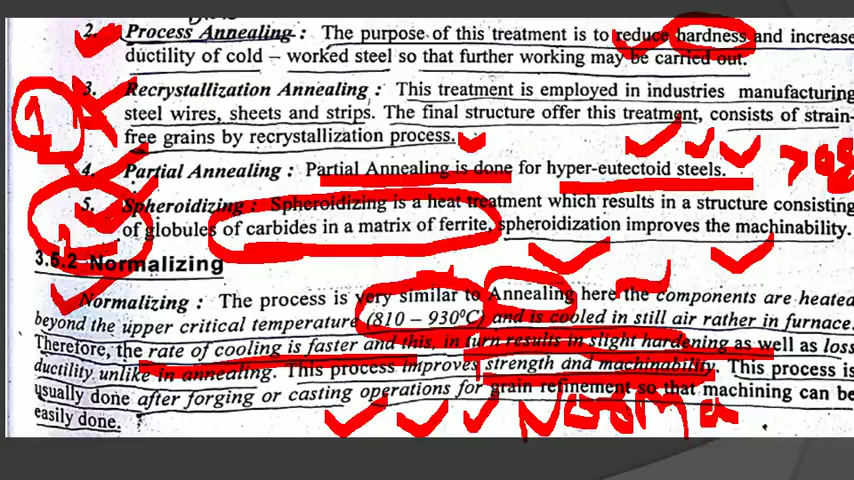 2. Process Annealing : The purpose of this treatment is to reduce hardness and increase
ductility of cold – worked steel so that further working may be carried out.
3. Recrystallization Annealing : This treatment is employed in industries manufacturing
steel wires, sheets and strips. The final structure offer this treatment, consists of strain-
free grains by recrystallization process.
4. Partial Annealing : Partial Annealing is done for hyper-eutectoid steels.
5. Spheroidizing : Spheroidizing is a heat treatment which results in a structure consisting
of globules of carbides in a matrix of ferrite, spheroidization improves the machinability.
3.5.2 Normalizing
Normalizing : The process is very similar to Annealing here the components are heated
beyond the upper critical temperature (810 – 930⁰C) and is cooled in still air rather in furnace.
Therefore, the rate of cooling is faster and this, in turn results in slight hardening as well as loss
ductility unlike in annealing. This process improves strength and machinability. This process is
usually done after forging or casting operations for grain refinement so that machining can be
easily done.